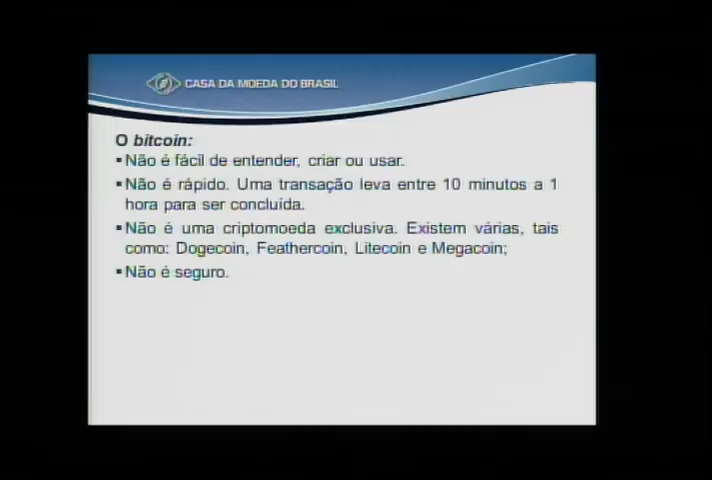 CASA DA MOEDA DO BRASIL
O bitcoin:
▪Não é fácil de entender, criar ou usar.
▪Não é rápido. Uma transação leva entre 10 minutos a 1
hora para ser concluída.
▪Não é uma criptomoeda exclusiva. Existem várias, tais
como: Dogecoin, Feathercoin, Litecoin e Megacoin;
▪Não é seguro.